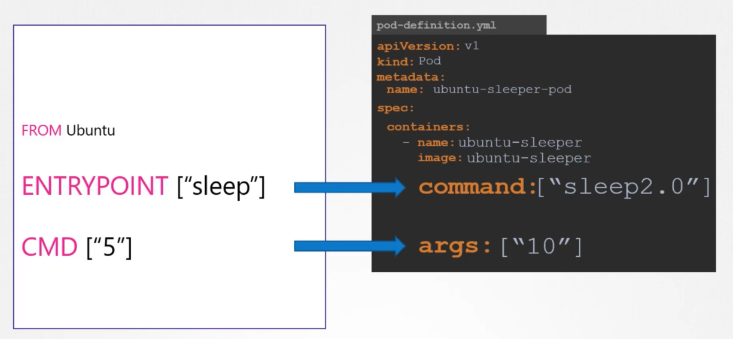 FROM Ubuntu
ENTRYPOINT [“sleep”]
CMD [“5”]
pod-definition.yml
apiVersion: v1
kind: Pod
metadata:
name: ubuntu-sleeper-pod
spec:
containers:
- name: ubuntu-sleeper
image: ubuntu-sleeper
command:[“sleep2.0”]
args: [“10”]